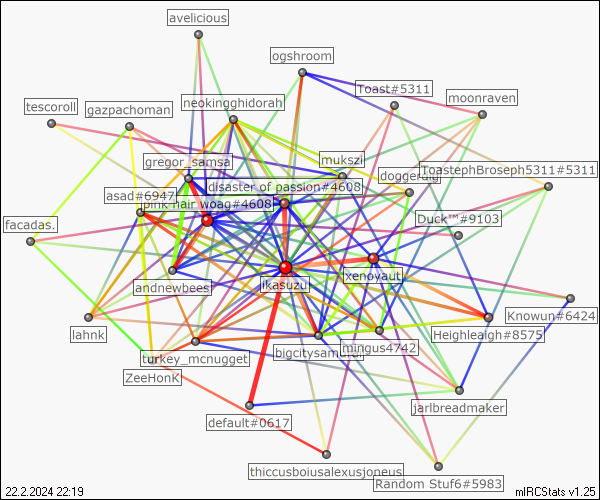 avelicious
ogshroom
Toast#5311
moonraven
tescoroll
gazpachoman
neokingghidorah
mukszi
ToastephBroseph5311#5311
gregor_samsa
disaster of passion#4608
asad#6947
pink hair woag#4608
Duck™#9103
facadas.
andnewbees
ikasuzu
xenovaut
Knowun#6424
lahnk
turkey_mcnugget
mingus4742
Heighleaigh#8575
ZeeHonK
default#0617
jarlbreadmaker
thiccusboiusalexusjoneus
Random Stuf6#5983
22.2.2024 22:19
mIRCStats v1.25